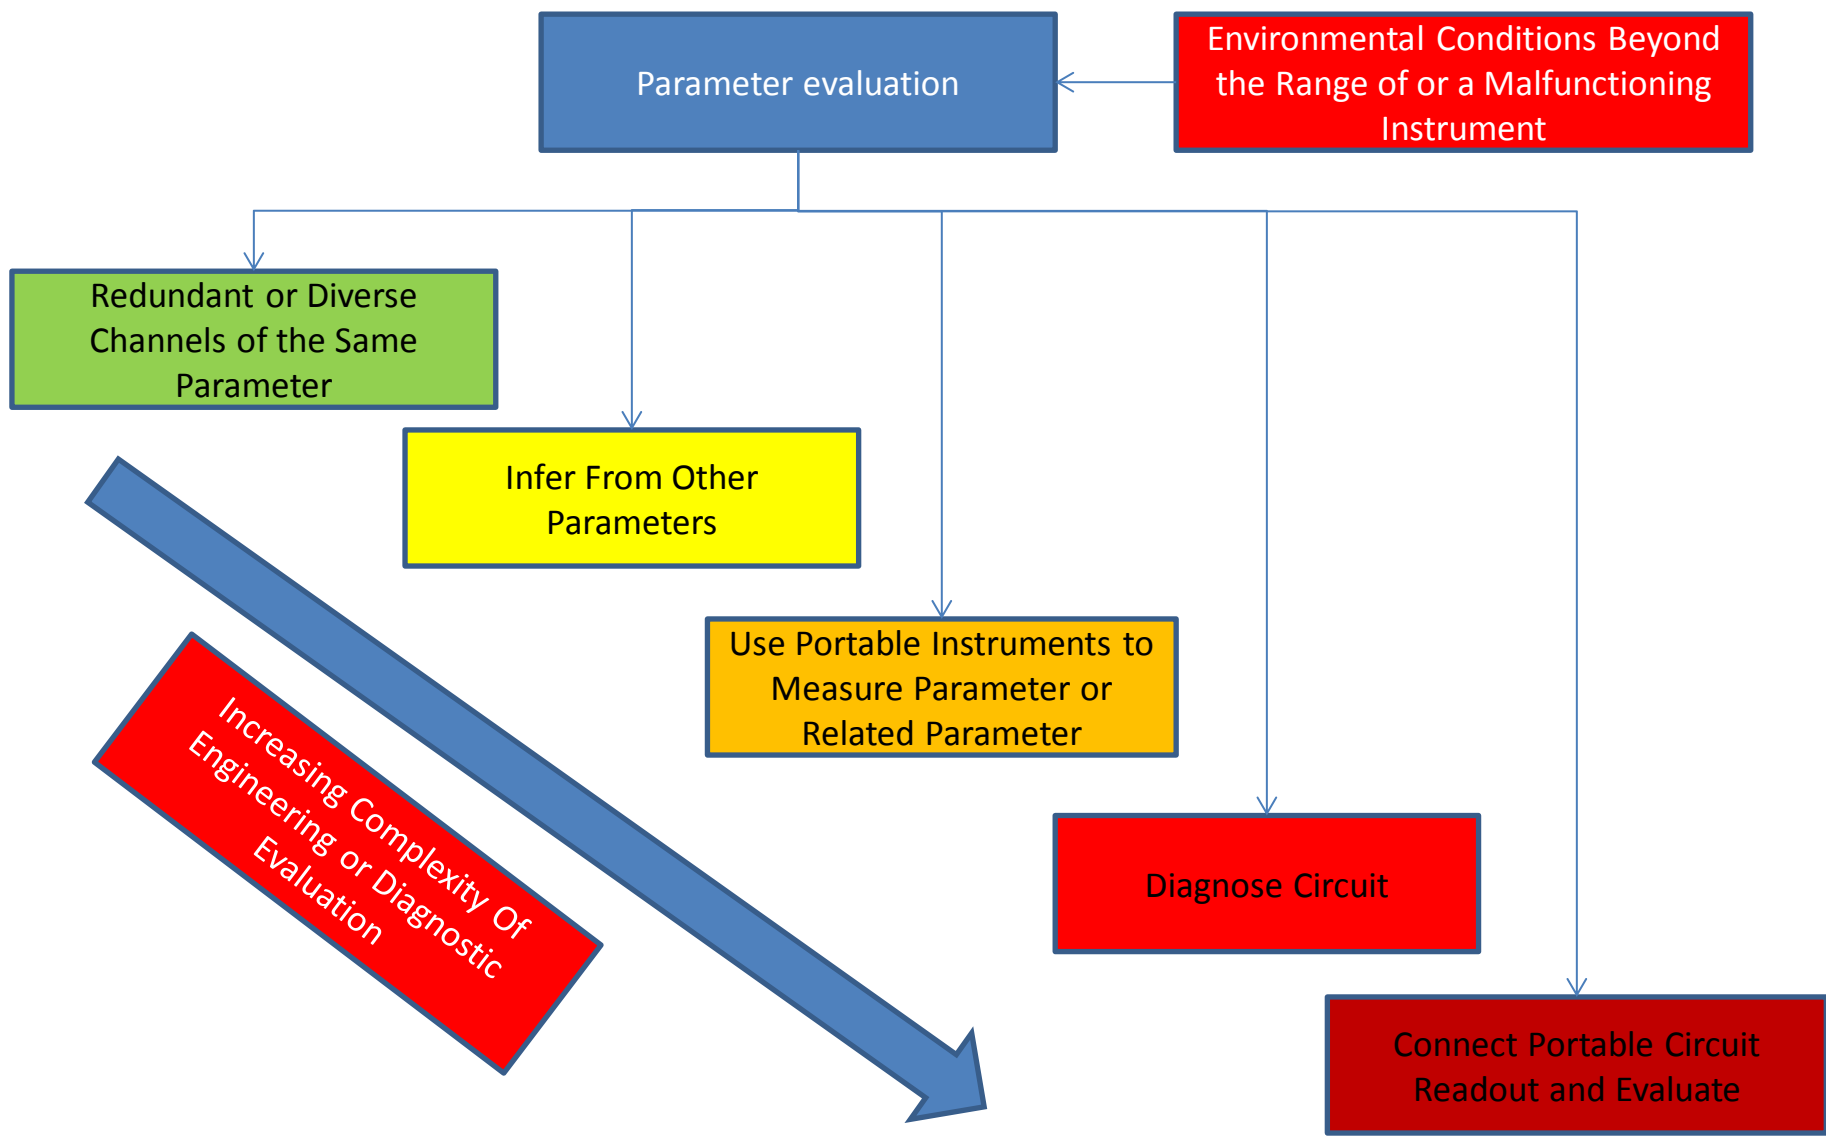 Parameter evaluation
Environmental Conditions Beyond
the Range of or a Malfunctioning
Instrument
Redundant or Diverse
Channels of the Same
Parameter
Infer From Other
Parameters
Use Portable Instruments to
Measure Parameter or
Related Parameter
Increasing Complexity Of
Engineering or Diagnostic
Evaluation
Diagnose Circuit
Connect Portable Circuit
Readout and Evaluate